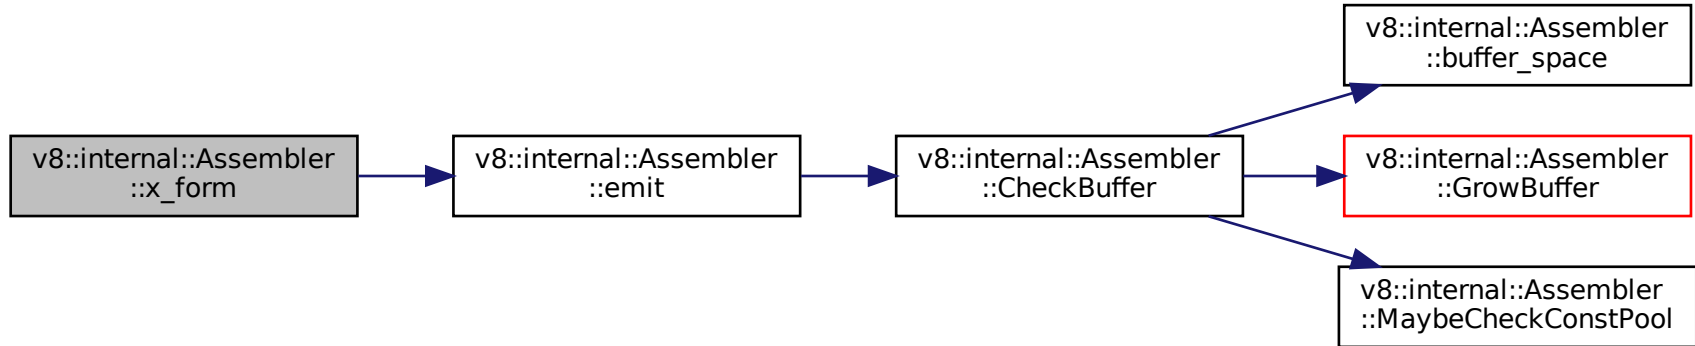 v8::internal::Assembler
::x_form
v8::internal::Assembler
::emit
v8::internal::Assembler
::CheckBuffer
v8::internal::Assembler
::buffer_space
v8::internal::Assembler
::GrowBuffer
v8::internal::Assembler
::MaybeCheckConstPool